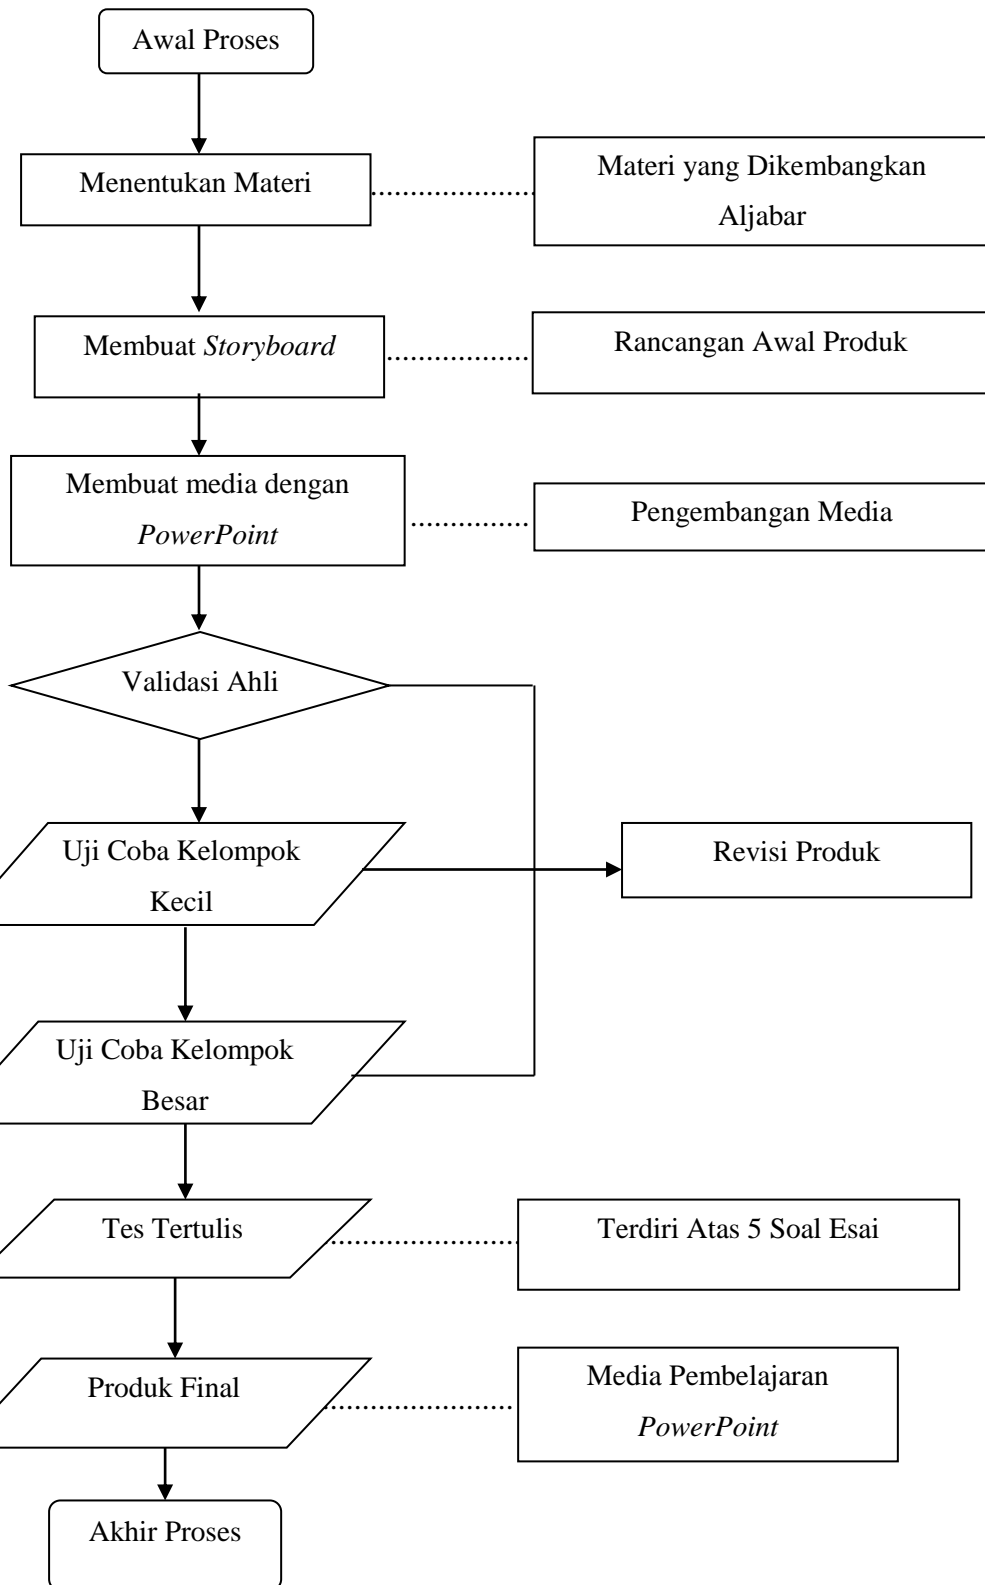 Awal Proses
Menentukan Materi
Materi yang Dikembangkan
Aljabar
Membuat Storyboard
Rancangan Awal Produk
Membuat media dengan
PowerPoint
Pengembangan Media
Validasi Ahli
Uji Coba Kelompok
Kecil
Revisi Produk
Uji Coba Kelompok
Besar
Tes Tertulis
Terdiri Atas 5 Soal Esai
Produk Final
Media Pembelajaran
PowerPoint
Akhir Proses